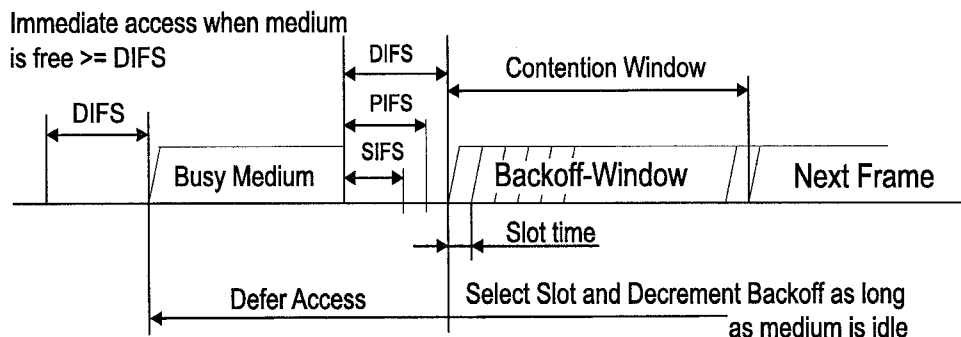 Immediate access when medium
is free >= DIFS
DIFS
DIFS
PIFS
SIFS
Contention Window
Busy Medium
Backoff-Window
Next Frame
Slot time
Defer Access
Select Slot and Decrement Backoff as long
as medium is idle